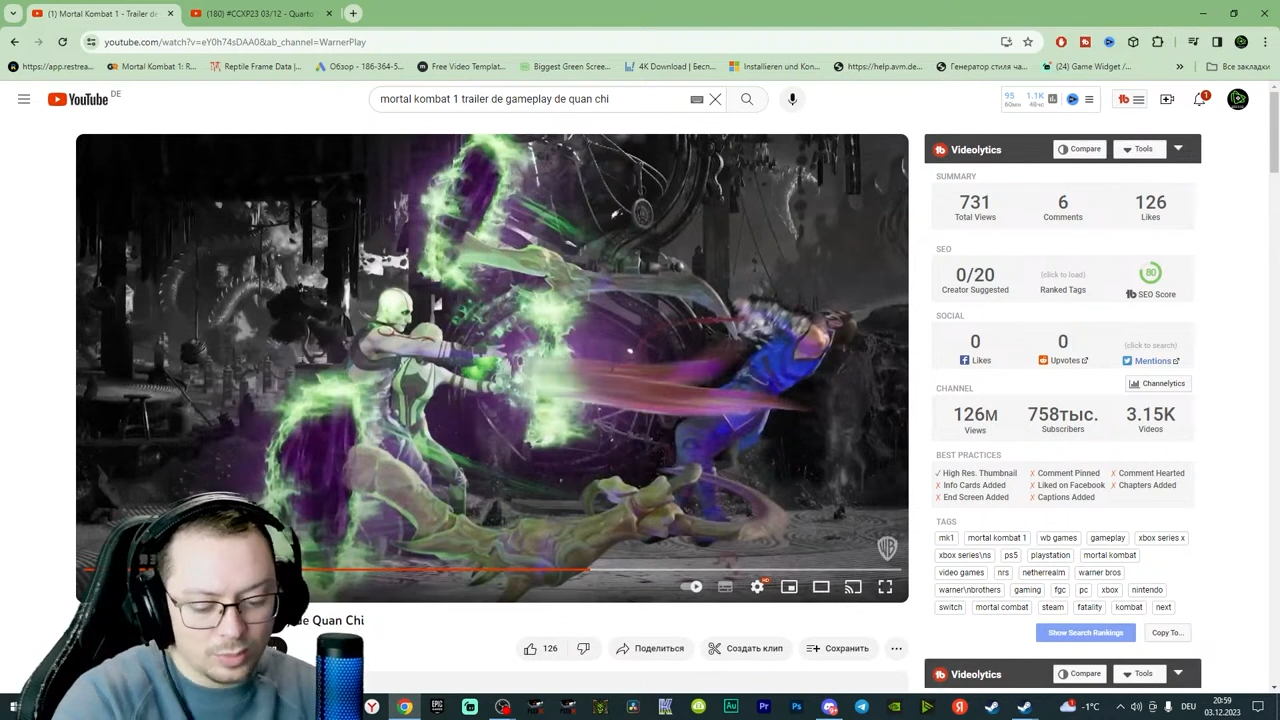 (1) Mortal Kombat 1 - Trailer de
(180) #CCXP23 03/12 - Quarto
youtube.com/watch?v=eY0h74sDAA0&ab_channel=WarnerPlay
https://app.restrea...
Mortal Kombat 1: R...
Reptile Frame Data|...
Обзор - 186-364-5...
Free Video Templat...
Biggest Green Scree...
4K Download | Бесп...
Installieren und Kon...
https://help.avm.de...
Генератор стиля ча...
(24) Game Widget /...
»
Все закладки
YouTube DE
mortal kombat 1 trailer de gameplay de quan chi
95 1.1K
60мн 48чс
1
Videolytics
Compare
Tools
SUMMARY
731 6 126
Total Views Comments Likes
SEO
0/20 (click to load) 80
Creator Suggested Ranked Tags SEO Score
SOCIAL
0 0 (click to search)
Likes Upvotes Mentions
CHANNEL Channelytics
126M 758тыс. 3.15K
Views Subscribers Videos
BEST PRACTICES
✓ High Res. Thumbnail ✗ Comment Pinned ✗ Comment Hearted
✗ Info Cards Added ✗ Liked on Facebook ✗ Chapters Added
✗ End Screen Added ✗ Captions Added
TAGS
mk1 mortal kombat 1 wb games gameplay xbox series x
xbox series\ns ps5 playstation mortal kombat
video games nrs netherrealm warner bros
warner\nbrothers gaming fgc pc xbox nintendo
switch mortal combat steam fatality kombat next
Show Search Rankings Copy To...
Videolytics
Compare
Tools
HD
de Quan Chi
126
Поделиться
Создать клип
Сохранить
-1°C
DEU
20:59
03.12.2023